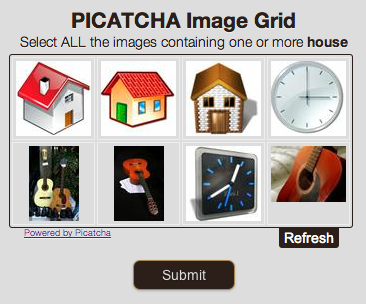 PICATCHA Image Grid
Select ALL the images containing one or more house
Powered by Picatcha
Refresh
Submit